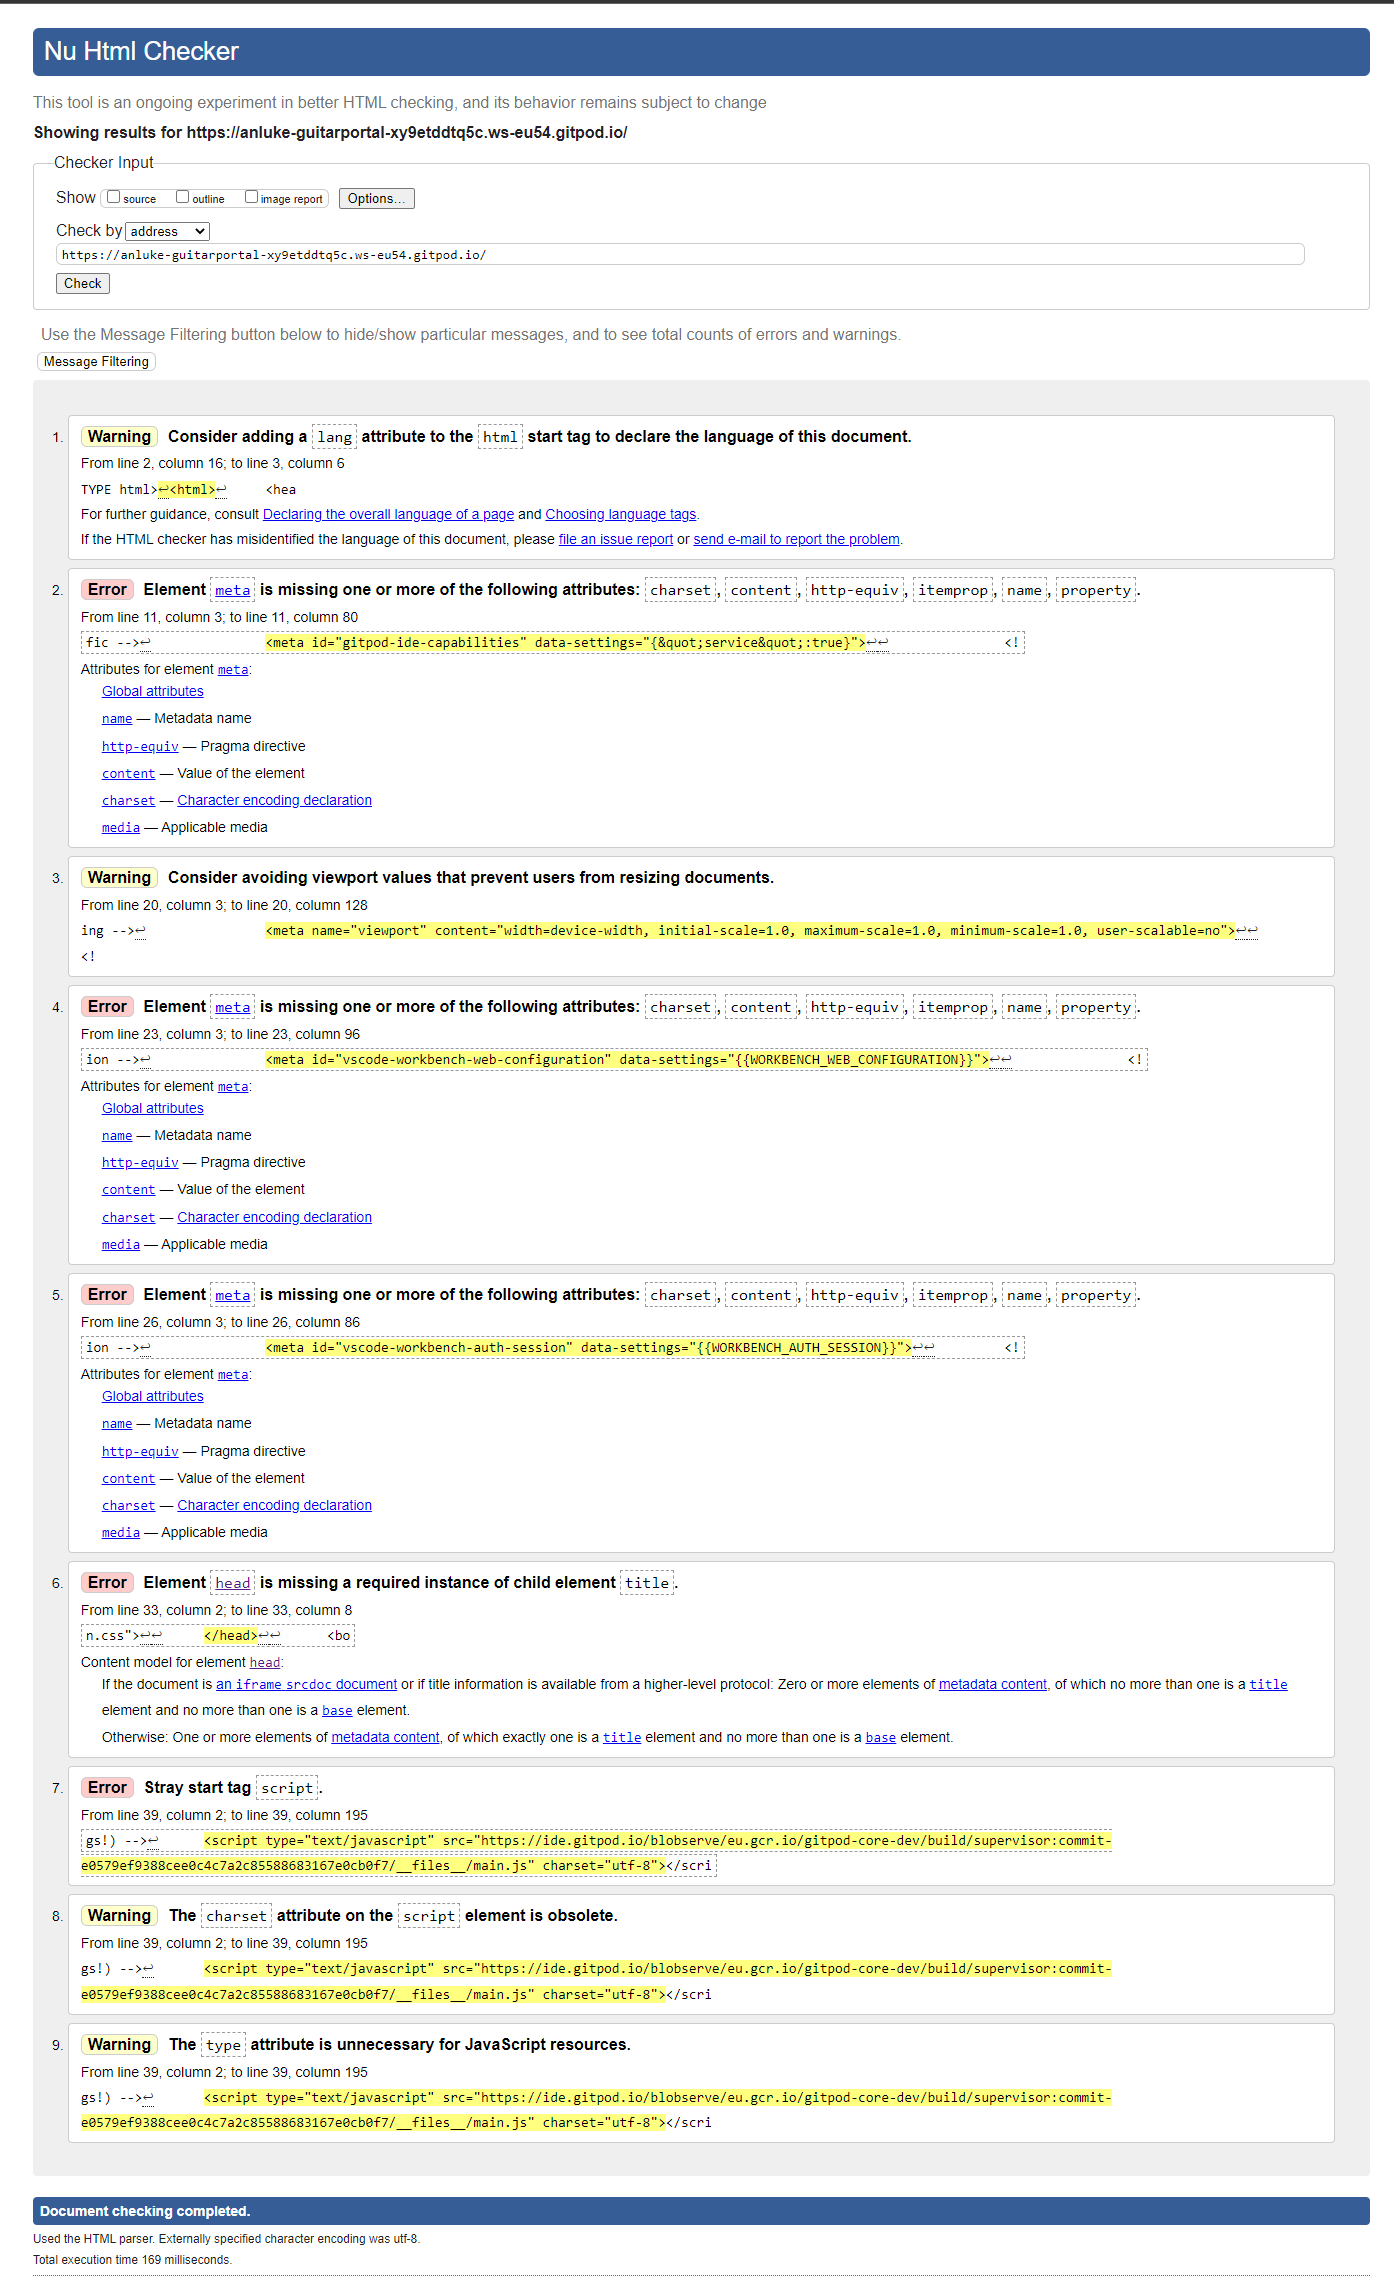 Nu Html Checker
This tool is an ongoing experiment in better HTML checking, and its behavior remains subject to change
Showing results for https://anluke-guitarportal-xy9etddtq5c.ws-eu54.gitpod.io/
Checker Input
Show source outline image report Options...
Check by address
https://anluke-guitarportal-xy9etddtq5c.ws-eu54.gitpod.io/
Check
Use the Message Filtering button below to hide/show particular messages, and to see total counts of errors and warnings.
Message Filtering
1. Warning Consider adding a lang attribute to the html start tag to declare the language of this document.
From line 2, column 16; to line 3, column 6
TYPE html>↩<html>↩ <hea
For further guidance, consult Declaring the overall language of a page and Choosing language tags.
If the HTML checker has misidentified the language of this document, please file an issue report or send e-mail to report the problem.
2. Error Element meta is missing one or more of the following attributes: charset, content, http-equiv, itemprop, name, property.
From line 11, column 3; to line 11, column 80
fic -->↩ <meta id="gitpod-ide-capabilities" data-settings="{&quot;service&quot;:true}">↩↩ <!
Attributes for element meta:
Global attributes
name — Metadata name
http-equiv — Pragma directive
content — Value of the element
charset — Character encoding declaration
media — Applicable media
3. Warning Consider avoiding viewport values that prevent users from resizing documents.
From line 20, column 3; to line 20, column 128
ing -->↩ <meta name="viewport" content="width=device-width, initial-scale=1.0, maximum-scale=1.0, minimum-scale=1.0, user-scalable=no">↩↩
<!
4. Error Element meta is missing one or more of the following attributes: charset, content, http-equiv, itemprop, name, property.
From line 23, column 3; to line 23, column 96
ion -->↩ <meta id="vscode-workbench-web-configuration" data-settings="{{WORKBENCH_WEB_CONFIGURATION}}">↩↩ <!
Attributes for element meta:
Global attributes
name — Metadata name
http-equiv — Pragma directive
content — Value of the element
charset — Character encoding declaration
media — Applicable media
5. Error Element meta is missing one or more of the following attributes: charset, content, http-equiv, itemprop, name, property.
From line 26, column 3; to line 26, column 86
ion -->↩ <meta id="vscode-workbench-auth-session" data-settings="{{WORKBENCH_AUTH_SESSION}}">↩↩ <!
Attributes for element meta:
Global attributes
name — Metadata name
http-equiv — Pragma directive
content — Value of the element
charset — Character encoding declaration
media — Applicable media
6. Error Element head is missing a required instance of child element title.
From line 33, column 2; to line 33, column 8
n.css">↩↩ </head>↩↩ <bo
Content model for element head:
If the document is an iframe srcdoc document or if title information is available from a higher-level protocol: Zero or more elements of metadata content, of which no more than one is a title
element and no more than one is a base element.
Otherwise: One or more elements of metadata content, of which exactly one is a title element and no more than one is a base element.
7. Error Stray start tag script.
From line 39, column 2; to line 39, column 195
gs!) -->↩ <script type="text/javascript" src="https://ide.gitpod.io/blobserve/eu.gcr.io/gitpod-core-dev/build/supervisor:commit-
e0579ef9388cee0c4c7a2c85588683167e0cb0f7/__files__/main.js" charset="utf-8"></scri
8. Warning The charset attribute on the script element is obsolete.
From line 39, column 2; to line 39, column 195
gs!) -->↩ <script type="text/javascript" src="https://ide.gitpod.io/blobserve/eu.gcr.io/gitpod-core-dev/build/supervisor:commit-
e0579ef9388cee0c4c7a2c85588683167e0cb0f7/__files__/main.js" charset="utf-8"></scri
9. Warning The type attribute is unnecessary for JavaScript resources.
From line 39, column 2; to line 39, column 195
gs!) -->↩ <script type="text/javascript" src="https://ide.gitpod.io/blobserve/eu.gcr.io/gitpod-core-dev/build/supervisor:commit-
e0579ef9388cee0c4c7a2c85588683167e0cb0f7/__files__/main.js" charset="utf-8"></scri
Document checking completed.
Used the HTML parser. Externally specified character encoding was utf-8.
Total execution time 169 milliseconds.